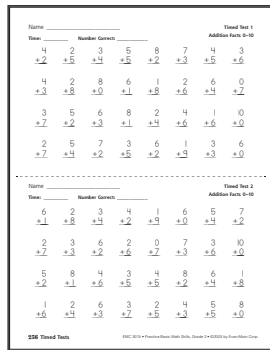 Name
Timed Test 1
Time: Number Correct:
Addition Facts 0–10
4 2 3 5 8 7 4 3
+2 +5 +4 +5 +2 +3 +5 +6
4 2 8 6 1 2 6 0
+3 +8 +0 +1 +8 +6 +4 +7
3 5 6 8 2 4 1 10
+7 +2 +3 +1 +4 +6 +6 +0
2 5 7 3 6 1 3 6
+7 +4 +2 +5 +2 +9 +3 +0
Name
Timed Test 2
Time: Number Correct:
Addition Facts 0–10
6 2 3 4 1 6 5 7
+1 +8 +4 +2 +9 +0 +4 +2
2 3 6 2 0 7 3 10
+7 +3 +2 +6 +7 +3 +6 +0
5 8 4 3 4 8 6 1
+2 +1 +6 +5 +5 +2 +4 +8
1 2 6 3 2 4 5 8
+6 +4 +3 +7 +5 +3 +5 +0
256 Timed Tests
EMC 3015 • Practice Basic Math Skills, Grade 2 • ©2003 by Evan-Moor Corp.